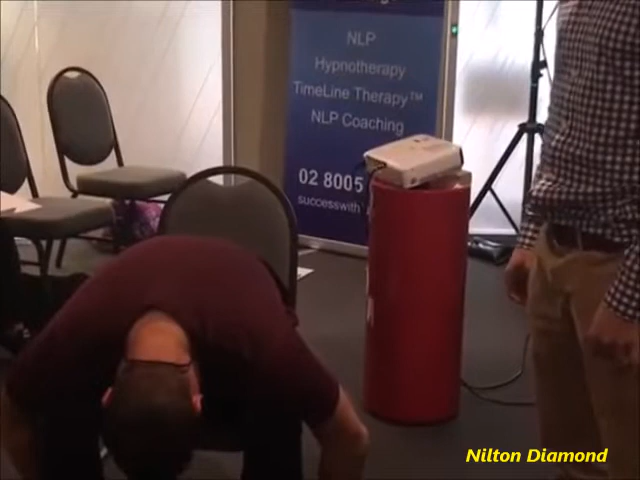 NLP
Hypnotherapy
TimeLine Therapy™
NLP Coaching
02 8005
successwith
Nilton Diamond